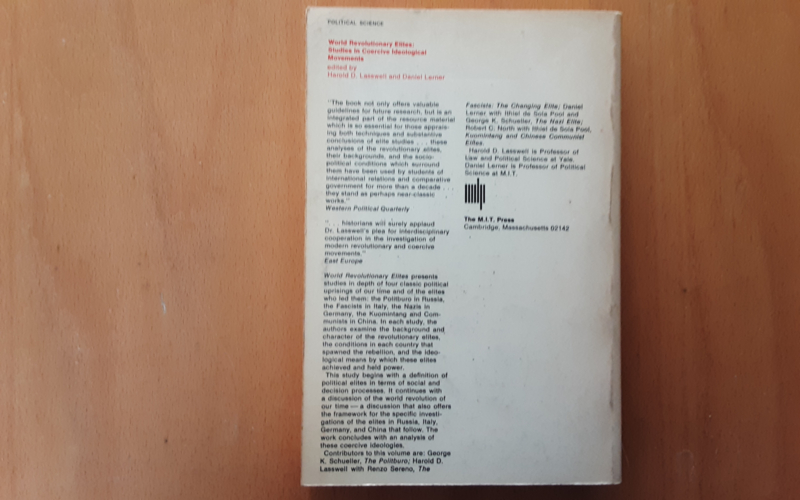 POLITICAL SCIENCE
World Revolutionary Elites:
Studies in Coercive Ideological
Movements
edited by
Harold D. Lasswell and Daniel Lerner
"The book not only offers valuable
guidelines for future research, but is an
integrated part of the resource material
which is so essential for those apprais-
ing both techniques and substantive
conclusions of elite studies . . . these
analyses of the revolutionary elites,
their backgrounds, and the socio-
political conditions which surround
them have been used by students of
international relations and comparative
government for more than a decade . . .
they stand as perhaps near-classic
works."
Western Political Quarterly
". . . historians will surely applaud
Dr. Lasswell's plea for interdisciplinary
cooperation in the investigation of
modern revolutionary and coercive
movements."
East Europe
World Revolutionary Elites presents
studies in depth of four classic political
uprisings of our time and of the elites
who led them: the Politburo in Russia,
the Fascists in Italy, the Nazis in
Germany, the Kuomintang and Com-
munists in China. In each study, the
authors examine the background and
character of the revolutionary elites,
the conditions in each country that
spawned the rebellion, and the ideo-
logical means by which these elites
achieved and held power.
This study begins with a definition of
political elites in terms of social and
decision processes. It continues with
a discussion of the world revolution of
our time — a discussion that also offers
the framework for the specific investi-
gations of the elites in Russia, Italy,
Germany, and China that follow. The
work concludes with an analysis of
these coercive ideologies.
Contributors to this volume are: George
K. Schueller, The Politburo; Harold D.
Lasswell with Renzo Sereno, The
Fascists: The Changing Elite; Daniel
Lerner with Ithiel de Sola Pool and
George K. Schueller, The Nazi Elite;
Robert C. North with Ithiel de Sola Pool,
Kuomintang and Chinese Communist
Elites.
Harold D. Lasswell is Professor of
Law and Political Science at Yale.
Daniel Lerner is Professor of Political
Science at M.I.T.
The M.I.T. Press
Cambridge, Massachusetts 02142